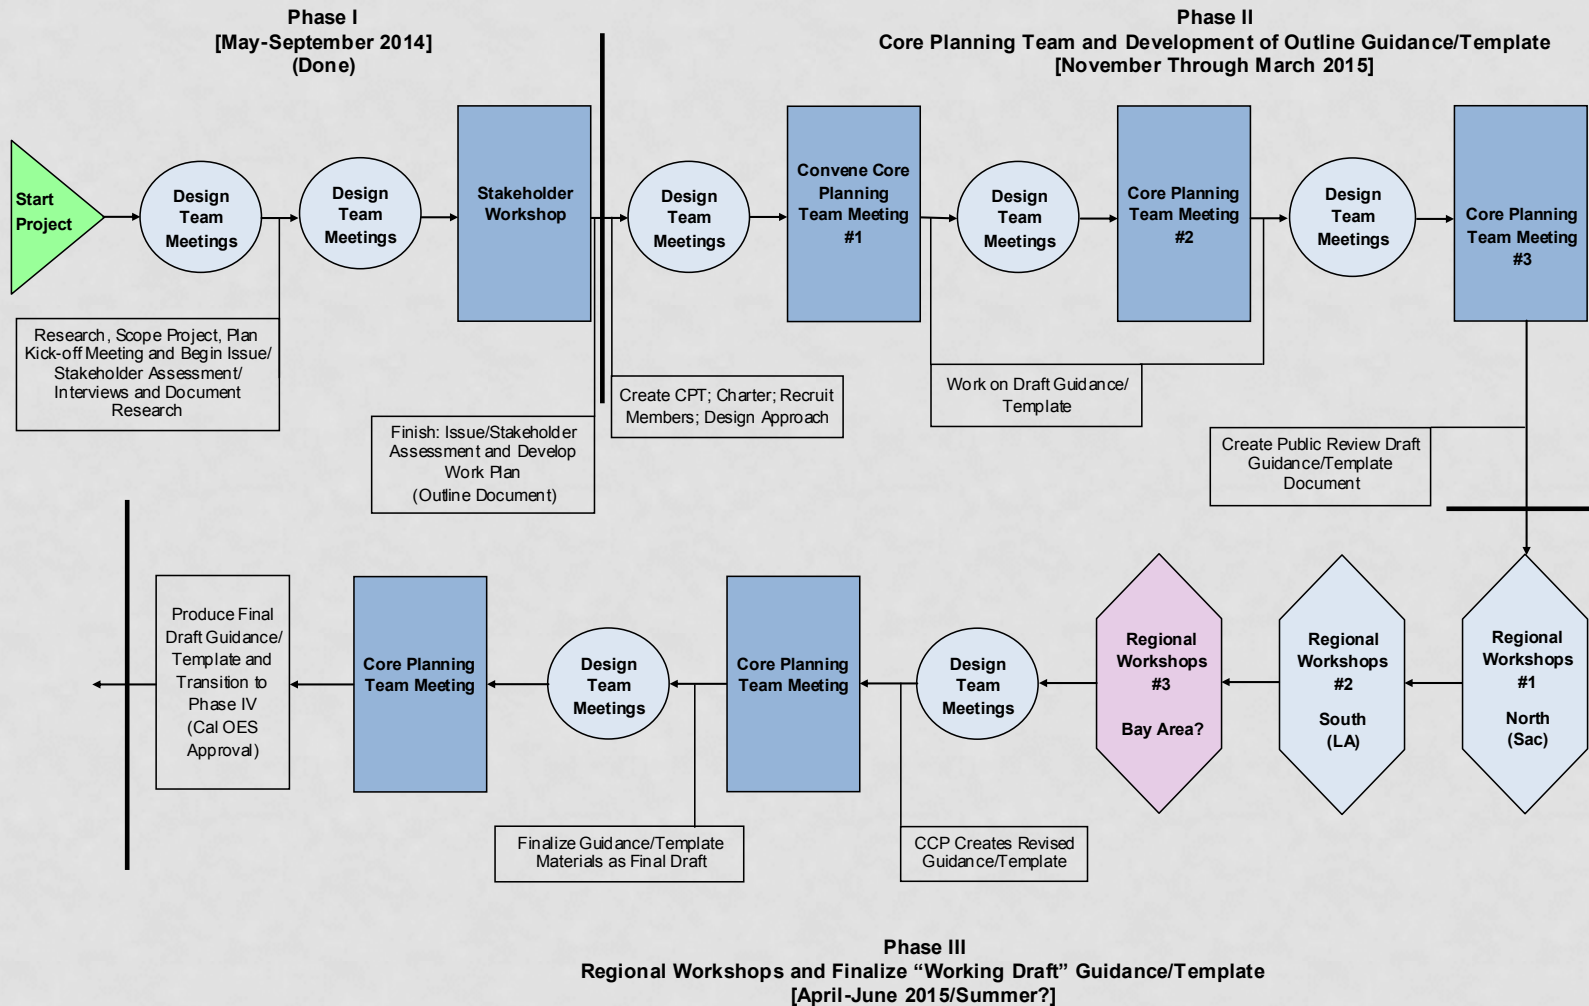 Phase I
[May-September 2014]
(Done)
Phase II
Core Planning Team and Development of Outline Guidance/Template
[November Through March 2015]
Start
Project
Design
Team
Meetings
Design
Team
Meetings
Stakeholder
Workshop
Design
Team
Meetings
Convene Core
Planning
Team Meeting
#1
Design
Team
Meetings
Core Planning
Team Meeting
#2
Design
Team
Meetings
Core Planning
Team Meeting
#3
Research, Scope Project, Plan
Kick-off Meeting and Begin Issue/
Stakeholder Assessment/
Interviews and Document
Research
Finish: Issue/Stakeholder
Assessment and Develop
Work Plan
(Outline Document)
Create CPT; Charter; Recruit
Members; Design Approach
Work on Draft Guidance/
Template
Create Public Review Draft
Guidance/Template
Document
Regional
Workshops
#1
North
(Sac)
Regional
Workshops
#2
South
(LA)
Regional
Workshops
#3
Bay Area?
Design
Team
Meetings
Core Planning
Team Meeting
Design
Team
Meetings
Core Planning
Team Meeting
Produce Final
Draft Guidance/
Template and
Transition to
Phase IV
(Cal OES
Approval)
CCP Creates Revised
Guidance/Template
Finalize Guidance/Template
Materials as Final Draft
Phase III
Regional Workshops and Finalize “Working Draft” Guidance/Template
[April-June 2015/Summer?]